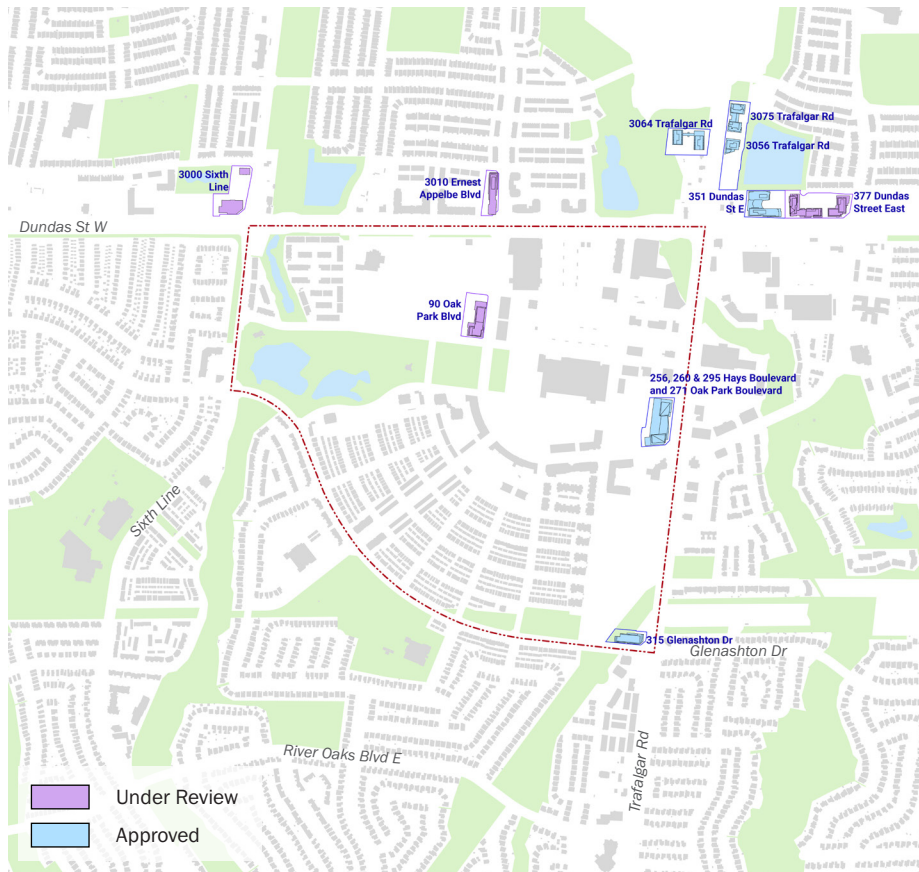 3064 Trafalgar Rd
3075 Trafalgar Rd
3056 Trafalgar Rd
3000 Sixth
Line
3010 Ernest
Appelbe Blvd
351 Dundas
St E
377 Dundas
Street East
Dundas St W
90 Oak
Park Blvd
256, 260 & 295 Hays Boulevard
and 271 Oak Park Boulevard
Sixth Line
315 Glenashton Dr
Glenashton Dr
River Oaks Blvd E
Trafalgar Rd
Under Review
Approved